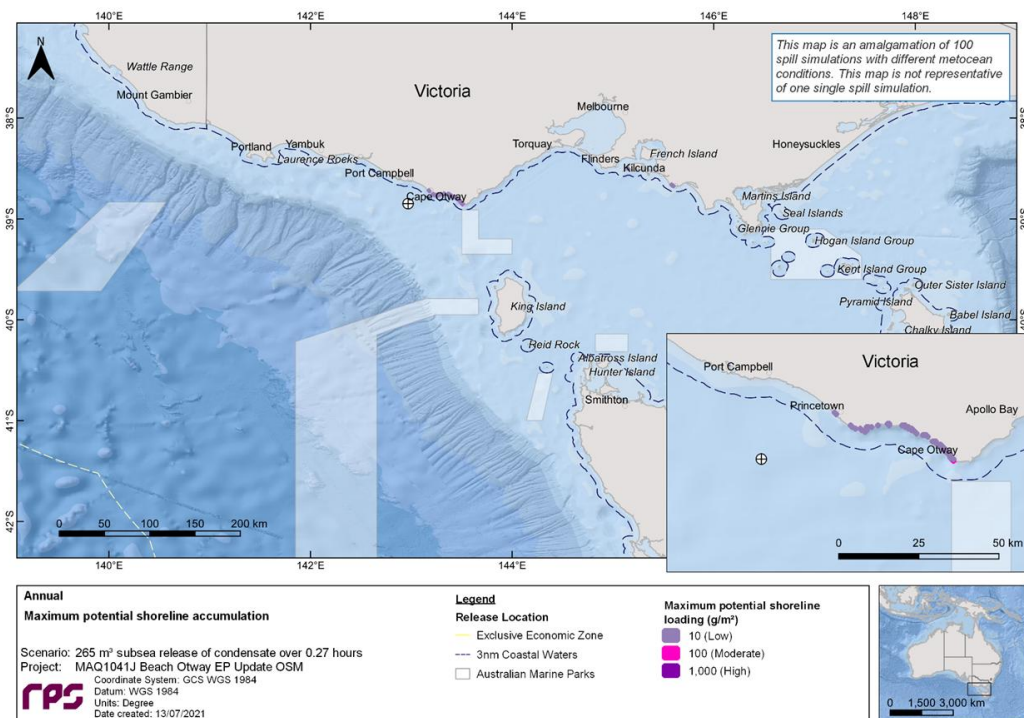 140°E 142°E 144°E 146°E 148°E
N
This map is an amalgamation of 100
spill simulations with different metocean
conditions. This map is not representative
of one single spill simulation.
Wattle Range
Mount Gambier
Victoria
Melbourne
38°S
38°S
Portland
Yambuk
Laurence Rocks
Port Campbell
Torquay
Flinders
French Island
Kilcunda
Honeysuckles
Cape Otway
Martins Island
Seal Islands
39°S
39°S
Glennie Group
Hogan Island Group
Kent Island Group
Outer Sister Island
Pyramid Island
Babel Island
Chalky Island
King Island
40°S
40°S
Reid Rock
Albatross Island
Hunter Island
Smithton
41°S
42°S
Port Campbell
Victoria
Princetown
Apollo Bay
Cape Otway
0 25 50 km
0 50 100 150 200 km
140°E 142°E 144°E
Annual
Maximum potential shoreline accumulation
Scenario: 265 m³ subsea release of condensate over 0.27 hours
Project: MAQ1041J Beach Otway EP Update OSM
rps
Coordinate System: GCS WGS 1984
Datum: WGS 1984
Units: Degree
Date created: 13/07/2021
Legend
Release Location
Exclusive Economic Zone
3nm Coastal Waters
Australian Marine Parks
Maximum potential shoreline
loading (g/m²)
10 (Low)
100 (Moderate)
1,000 (High)
0 1,500 3,000 km